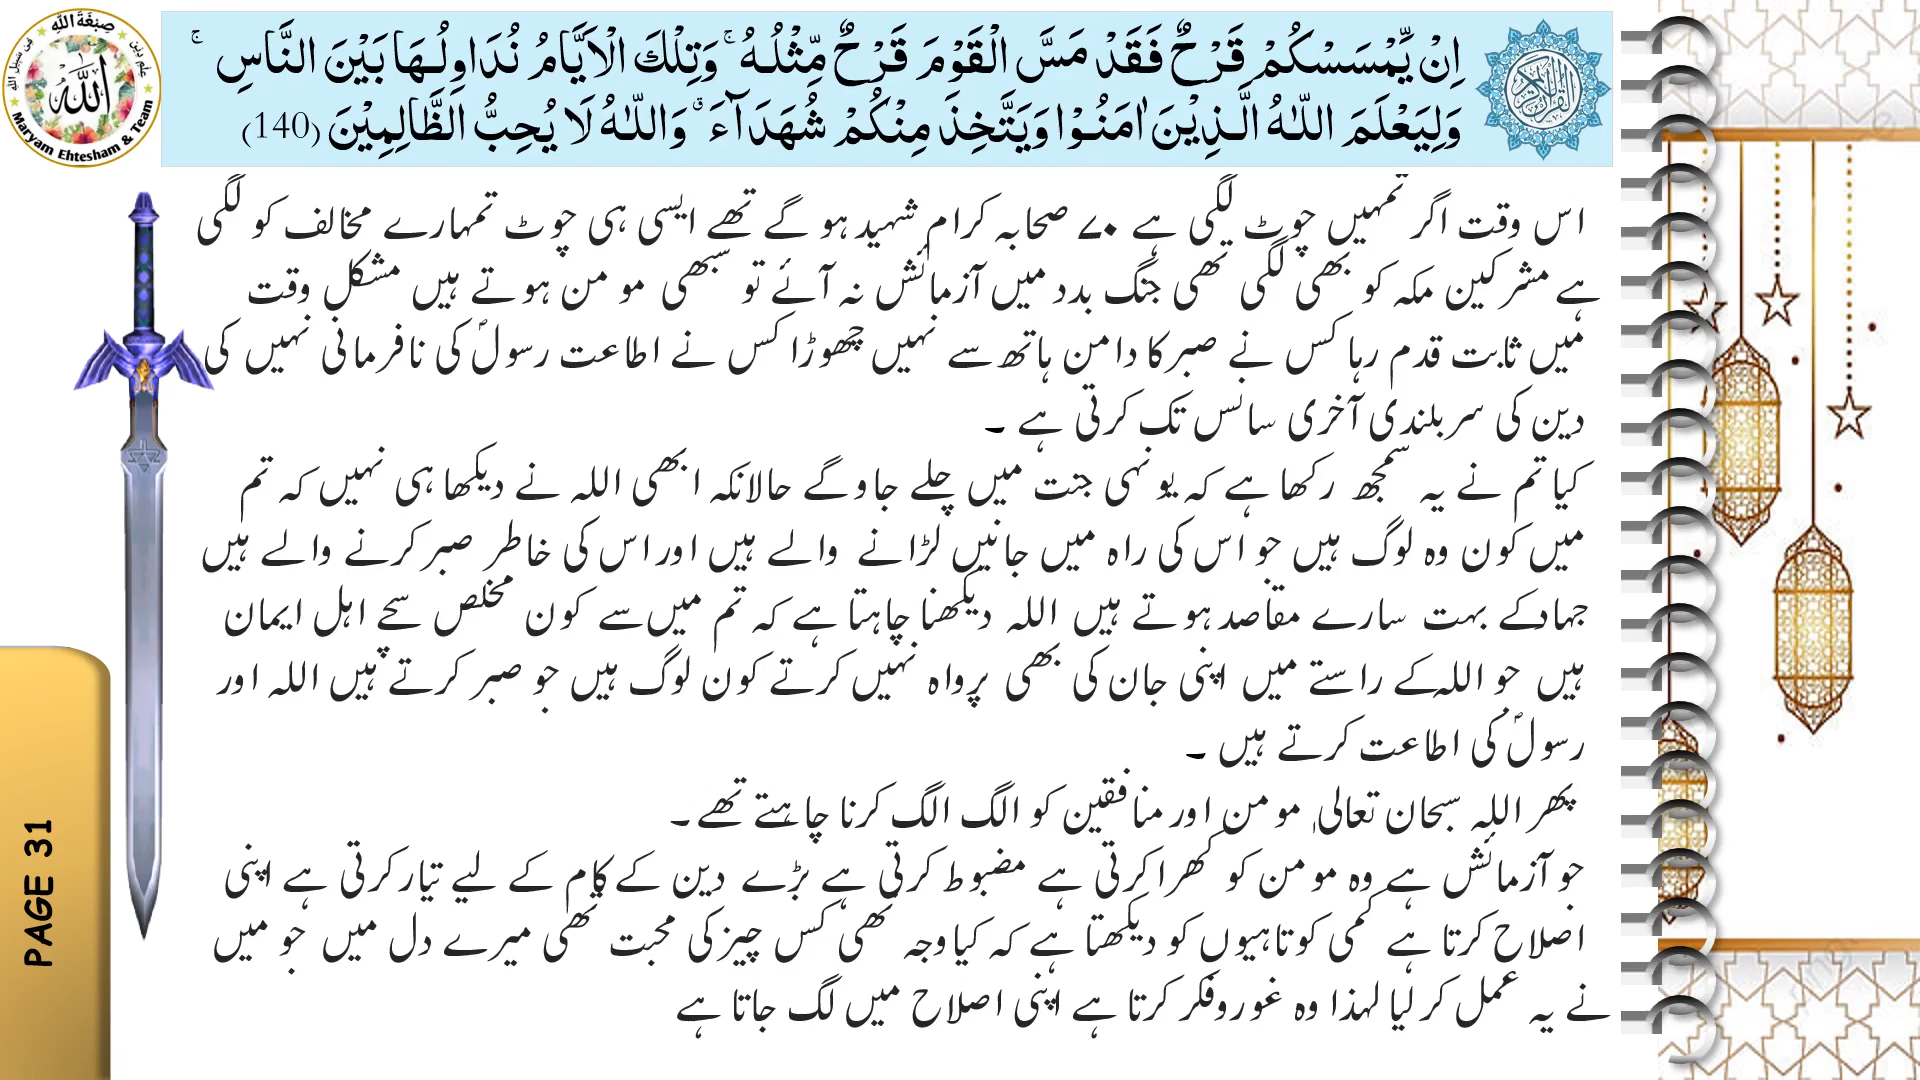 صِبْغَةَ اللّٰهِ
اللّٰه
Maryam Ehtesham & Team
اِنْ يَّمْسَسْكُمْ قَرْحٌ فَقَدْ مَسَّ الْقَوْمَ قَرْحٌ مِّثْلُهٗ ۚ وَتِلْكَ الْاَيَّامُ نُدَاوِلُهَا بَيْنَ النَّاسِ ۚ
وَلِيَعْلَمَ اللّٰهُ الَّذِيْنَ اٰمَنُوْا وَيَتَّخِذَ مِنْكُمْ شُهَدَآءَ ۗ وَاللّٰهُ لَا يُحِبُّ الظَّالِمِيْنَ (140)
اس وقت اگر تمہیں چوٹ لگی ہے ۷۰ صحابہ کرام شہید ہو گے تھے ایسی ہی چوٹ تمہارے مخالف کو لگی
ہے مشرکین مکہ کو بھی لگی تھی جنگ بدد میں آزمائش نہ آئے تو سبھی مومن ہوتے ہیں مشکل وقت
میں ثابت قدم رہا کس نے صبر کا دامن ہاتھ سے نہیں چھوڑا کس نے اطاعت رسولؐ کی نافرمانی نہیں کی
دین کی سربلندی آخری سانس تک کرتی ہے ۔
کیا تم نے یہ سمجھ رکھا ہے کہ یونہی جنت میں چلے جاوگے حالانکہ ابھی اللہ نے دیکھا ہی نہیں کہ تم
میں کون وہ لوگ ہیں جو اس کی راہ میں جانیں لڑانے والے ہیں اور اس کی خاطر صبر کرنے والے ہیں
جہاد کے بہت سارے مقاصد ہوتے ہیں اللہ دیکھنا چاہتا ہے کہ تم میں سے کون مخلص سچے اہل ایمان
ہیں جو اللہ کے راستے میں اپنی جان کی بھی پرواہ نہیں کرتے کون لوگ ہیں جو صبر کرتے ہیں اللہ اور
رسولؐ کی اطاعت کرتے ہیں ۔
پھر اللہ سبحان تعالیٰ مومن اور منافقین کو الگ الگ کرنا چاہتے تھے۔
جو آزمائش ہے وہ مومن کو کھرا کرتی ہے مضبوط کرتی ہے بڑے دین کے کام کے لیے تیار کرتی ہے اپنی
اصلاح کرتا ہے کمی کوتاہیوں کو دیکھتا ہے کہ کیا وجہ تھی کس چیز کی محبت تھی میرے دل میں جو میں
نے یہ عمل کر لیا لہذا وہ غوروفکر کرتا ہے اپنی اصلاح میں لگ جاتا ہے
PAGE 31